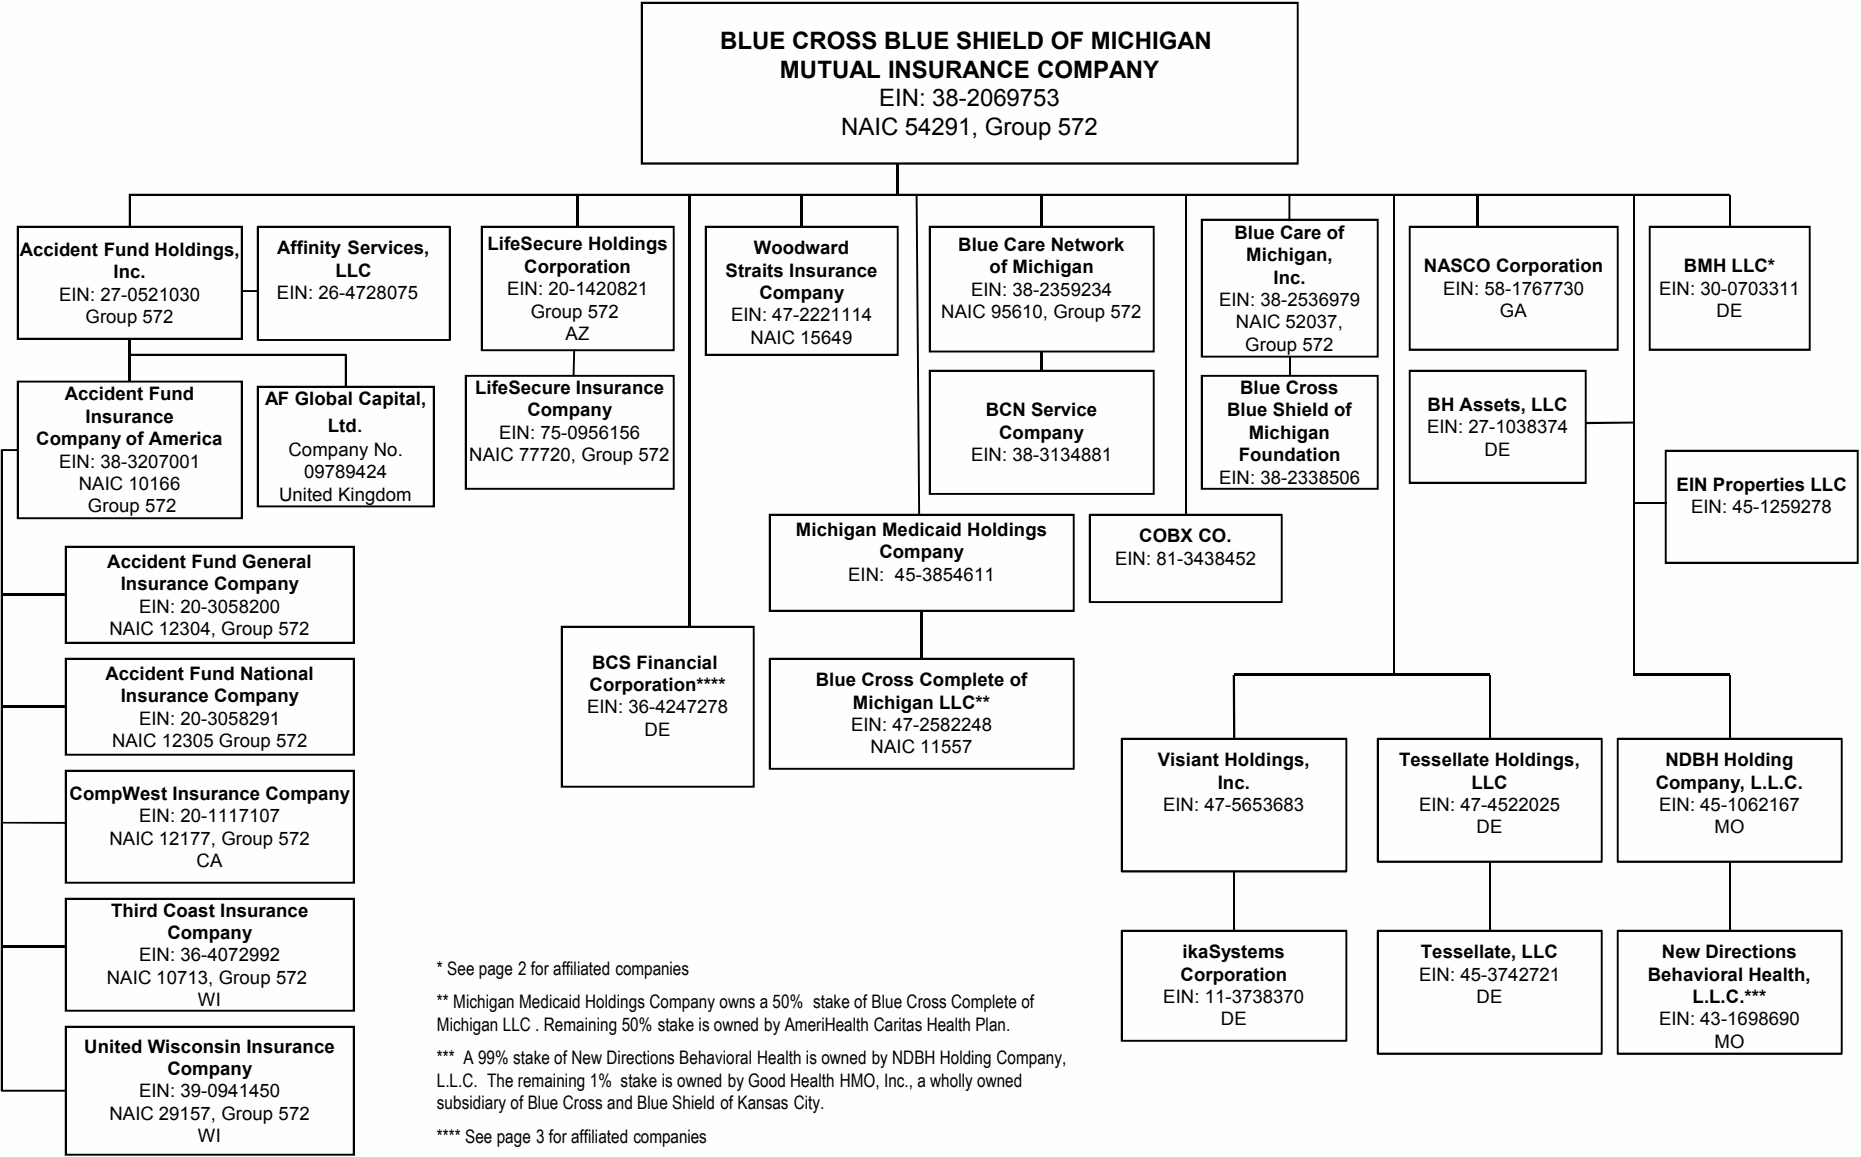 BLUE CROSS BLUE SHIELD OF MICHIGAN
MUTUAL INSURANCE COMPANY
EIN: 38-2069753
NAIC 54291, Group 572
Accident Fund Holdings,
Inc.
EIN: 27-0521030
Group 572
Affinity Services,
LLC
EIN: 26-4728075
LifeSecure Holdings
Corporation
EIN: 20-1420821
Group 572
AZ
Woodward
Straits Insurance
Company
EIN: 47-2221114
NAIC 15649
Blue Care Network
of Michigan
EIN: 38-2359234
NAIC 95610, Group 572
Blue Care of
Michigan,
Inc.
EIN: 38-2536979
NAIC 52037,
Group 572
NASCO Corporation
EIN: 58-1767730
GA
BMH LLC*
EIN: 30-0703311
DE
Accident Fund
Insurance
Company of America
EIN: 38-3207001
NAIC 10166
Group 572
AF Global Capital,
Ltd.
Company No.
09789424
United Kingdom
LifeSecure Insurance
Company
EIN: 75-0956156
NAIC 77720, Group 572
BCN Service
Company
EIN: 38-3134881
Blue Cross
Blue Shield of
Michigan
Foundation
EIN: 38-2338506
BH Assets, LLC
EIN: 27-1038374
DE
EIN Properties LLC
EIN: 45-1259278
Michigan Medicaid Holdings
Company
EIN:  45-3854611
COBX CO.
EIN: 81-3438452
Accident Fund General
Insurance Company
EIN: 20-3058200
NAIC 12304, Group 572
BCS Financial
Corporation****
EIN: 36-4247278
DE
Blue Cross Complete of
Michigan LLC**
EIN: 47-2582248
NAIC 11557
Accident Fund National
Insurance Company
EIN: 20-3058291
NAIC 12305 Group 572
Visiant Holdings,
Inc.
EIN: 47-5653683
Tessellate Holdings,
LLC
EIN: 47-4522025
DE
NDBH Holding
Company, L.L.C.
EIN: 45-1062167
MO
CompWest Insurance Company
EIN: 20-1117107
NAIC 12177, Group 572
CA
Third Coast Insurance
Company
EIN: 36-4072992
NAIC 10713, Group 572
WI
ikaSystems
Corporation
EIN: 11-3738370
DE
Tessellate, LLC
EIN: 45-3742721
DE
New Directions
Behavioral Health,
L.L.C.***
EIN: 43-1698690
MO
United Wisconsin Insurance
Company
EIN: 39-0941450
NAIC 29157, Group 572
WI
* See page 2 for affiliated companies
** Michigan Medicaid Holdings Company owns a 50%  stake of Blue Cross Complete of
Michigan LLC . Remaining 50% stake is owned by AmeriHealth Caritas Health Plan.
***  A 99% stake of New Directions Behavioral Health is owned by NDBH Holding Company,
L.L.C.  The remaining 1%  stake is owned by Good Health HMO, Inc., a wholly owned
subsidiary of Blue Cross and Blue Shield of Kansas City.
**** See page 3 for affiliated companies